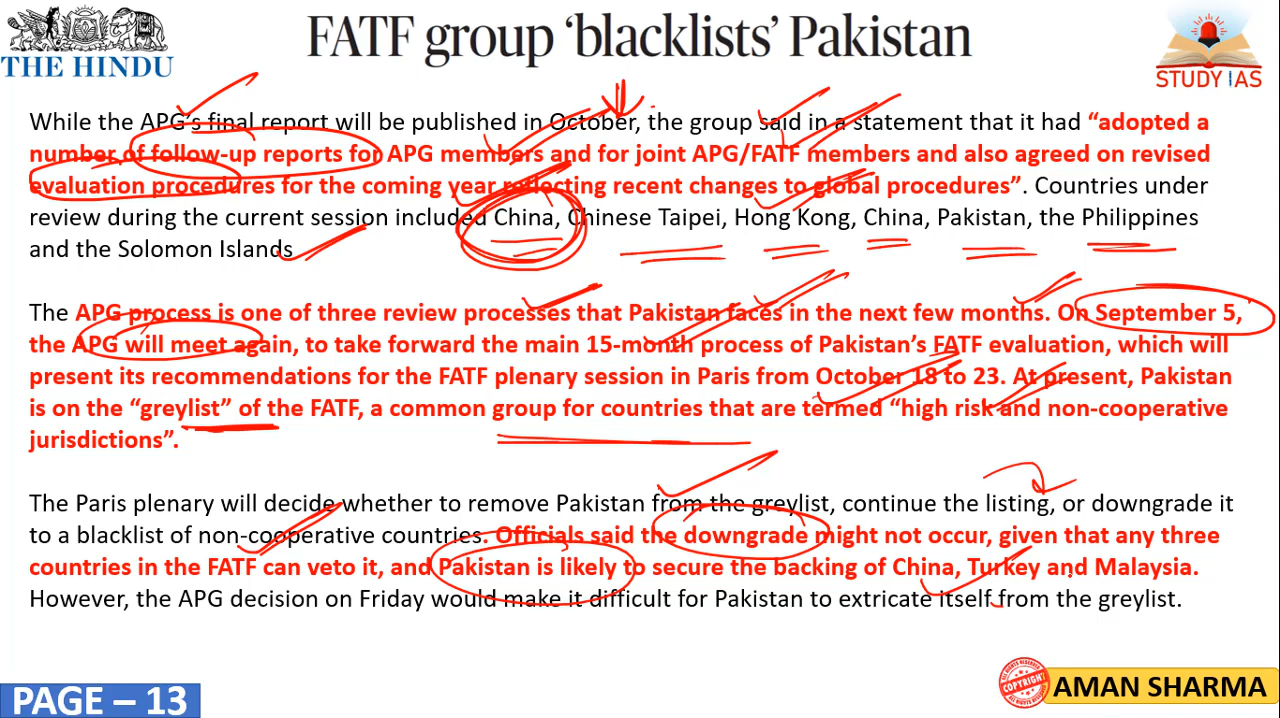 THE HINDU
FATF group ‘blacklists’ Pakistan
STUDY IAS
While the APG’s final report will be published in October, the group said in a statement that it had “adopted a
number of follow-up reports for APG members and for joint APG/FATF members and also agreed on revised
evaluation procedures for the coming year reflecting recent changes to global procedures”. Countries under
review during the current session included China, Chinese Taipei, Hong Kong, China, Pakistan, the Philippines
and the Solomon Islands
The APG process is one of three review processes that Pakistan faces in the next few months. On September 5,
the APG will meet again, to take forward the main 15-month process of Pakistan’s FATF evaluation, which will
present its recommendations for the FATF plenary session in Paris from October 18 to 23. At present, Pakistan
is on the “greylist” of the FATF, a common group for countries that are termed “high risk and non-cooperative
jurisdictions”.
The Paris plenary will decide whether to remove Pakistan from the greylist, continue the listing, or downgrade it
to a blacklist of non-cooperative countries. Officials said the downgrade might not occur, given that any three
countries in the FATF can veto it, and Pakistan is likely to secure the backing of China, Turkey and Malaysia.
However, the APG decision on Friday would make it difficult for Pakistan to extricate itself from the greylist.
PAGE – 13
COPYRIGHT
AMAN SHARMA